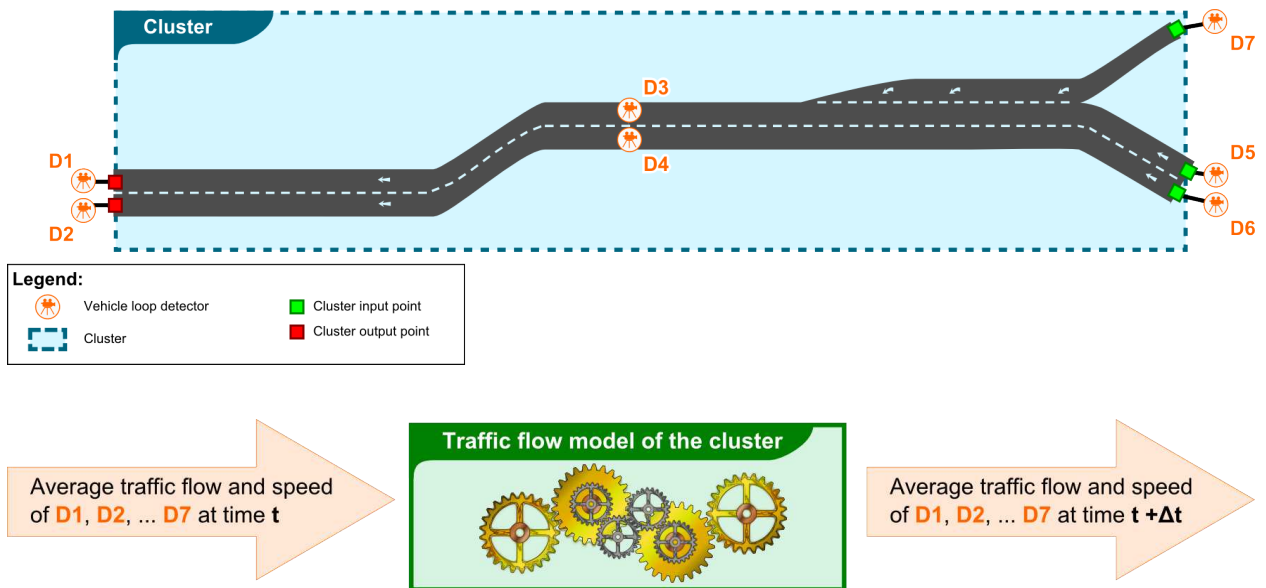 Cluster
D7
D3
D4
D1
D5
D2
D6
Legend:
Vehicle loop detector
Cluster input point
Cluster
Cluster output point
Average traffic flow and speed
of D1, D2, ... D7 at time t
Traffic flow model of the cluster
Average traffic flow and speed
of D1, D2, ... D7 at time t +Δt